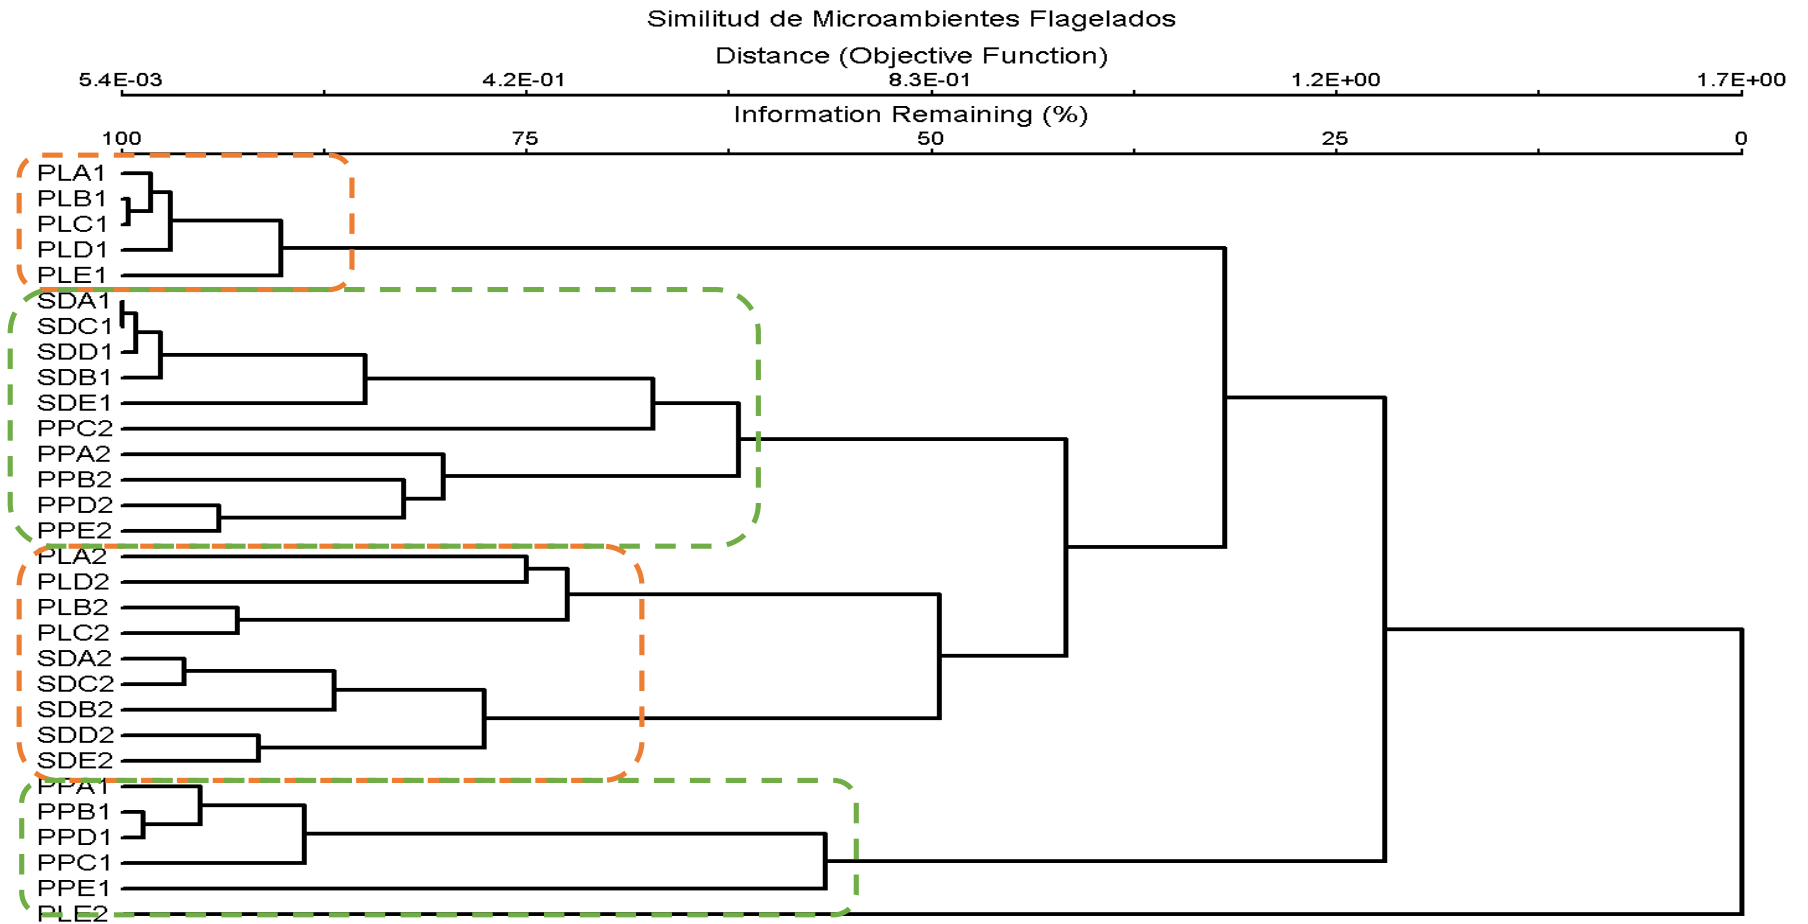 Similitud de Microambientes Flagelados
Distance (Objective Function)
5.4E-03 4.2E-01 8.3E-01 1.2E+00 1.7E+00
Information Remaining (%)
100 75 50 25 0
PLA1
PLB1
PLC1
PLD1
PLE1
SDA1
SDC1
SDD1
SDB1
SDE1
PPC2
PPA2
PPB2
PPD2
PPE2
PLA2
PLD2
PLB2
PLC2
SDA2
SDC2
SDB2
SDD2
SDE2
PPA1
PPB1
PPD1
PPC1
PPE1
PLE2